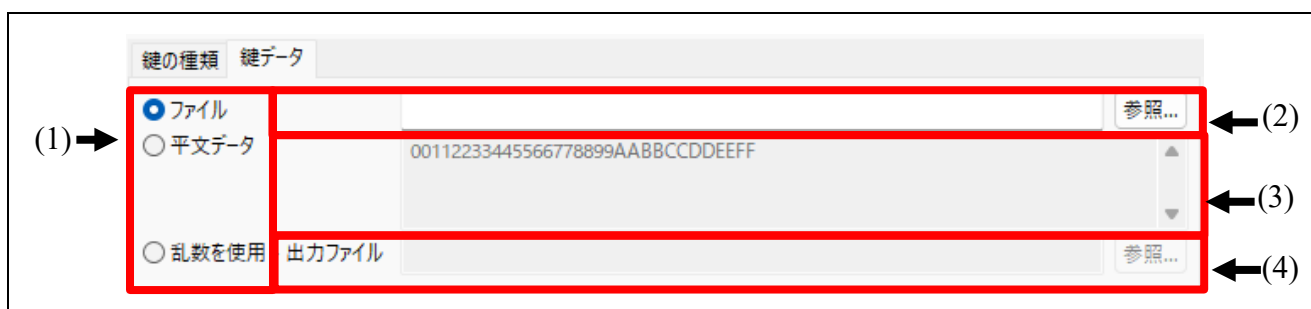 鍵の種類 鍵データ
ファイル 参照...
(1) (2)
平文データ 00112233445566778899AABBCCDDEEFF
(3)
乱数を使用 出力ファイル 参照...
(4)